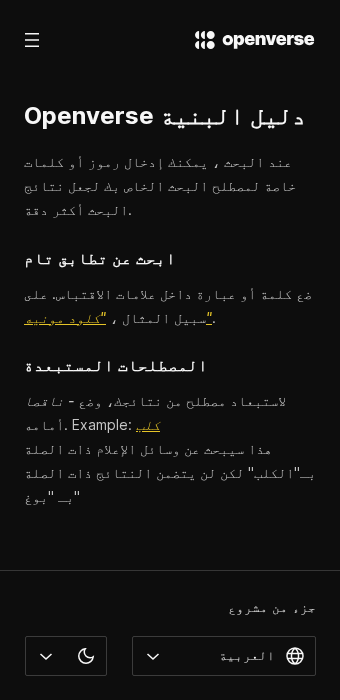 openverse
دليل البنية Openverse
عند البحث ، يمكنك إدخال رموز أو كلمات
خاصة لمصطلح البحث الخاص بك لجعل نتائج
البحث أكثر دقة.
ابحث عن تطابق تام
ضع كلمة أو عبارة داخل علامات الاقتباس. على
سبيل المثال ، "كلود مونيه".
المصطلحات المستبعدة
لاستبعاد مصطلح من نتائجك، وضع - ناقصا
أمامه. Example: كلب
هذا سيبحث عن وسائل الإعلام ذات الصلة
بـ"الكلب" لكن لن يتضمن النتائج ذات الصلة
بـ "بوغ"
جزء من مشروع
العربية